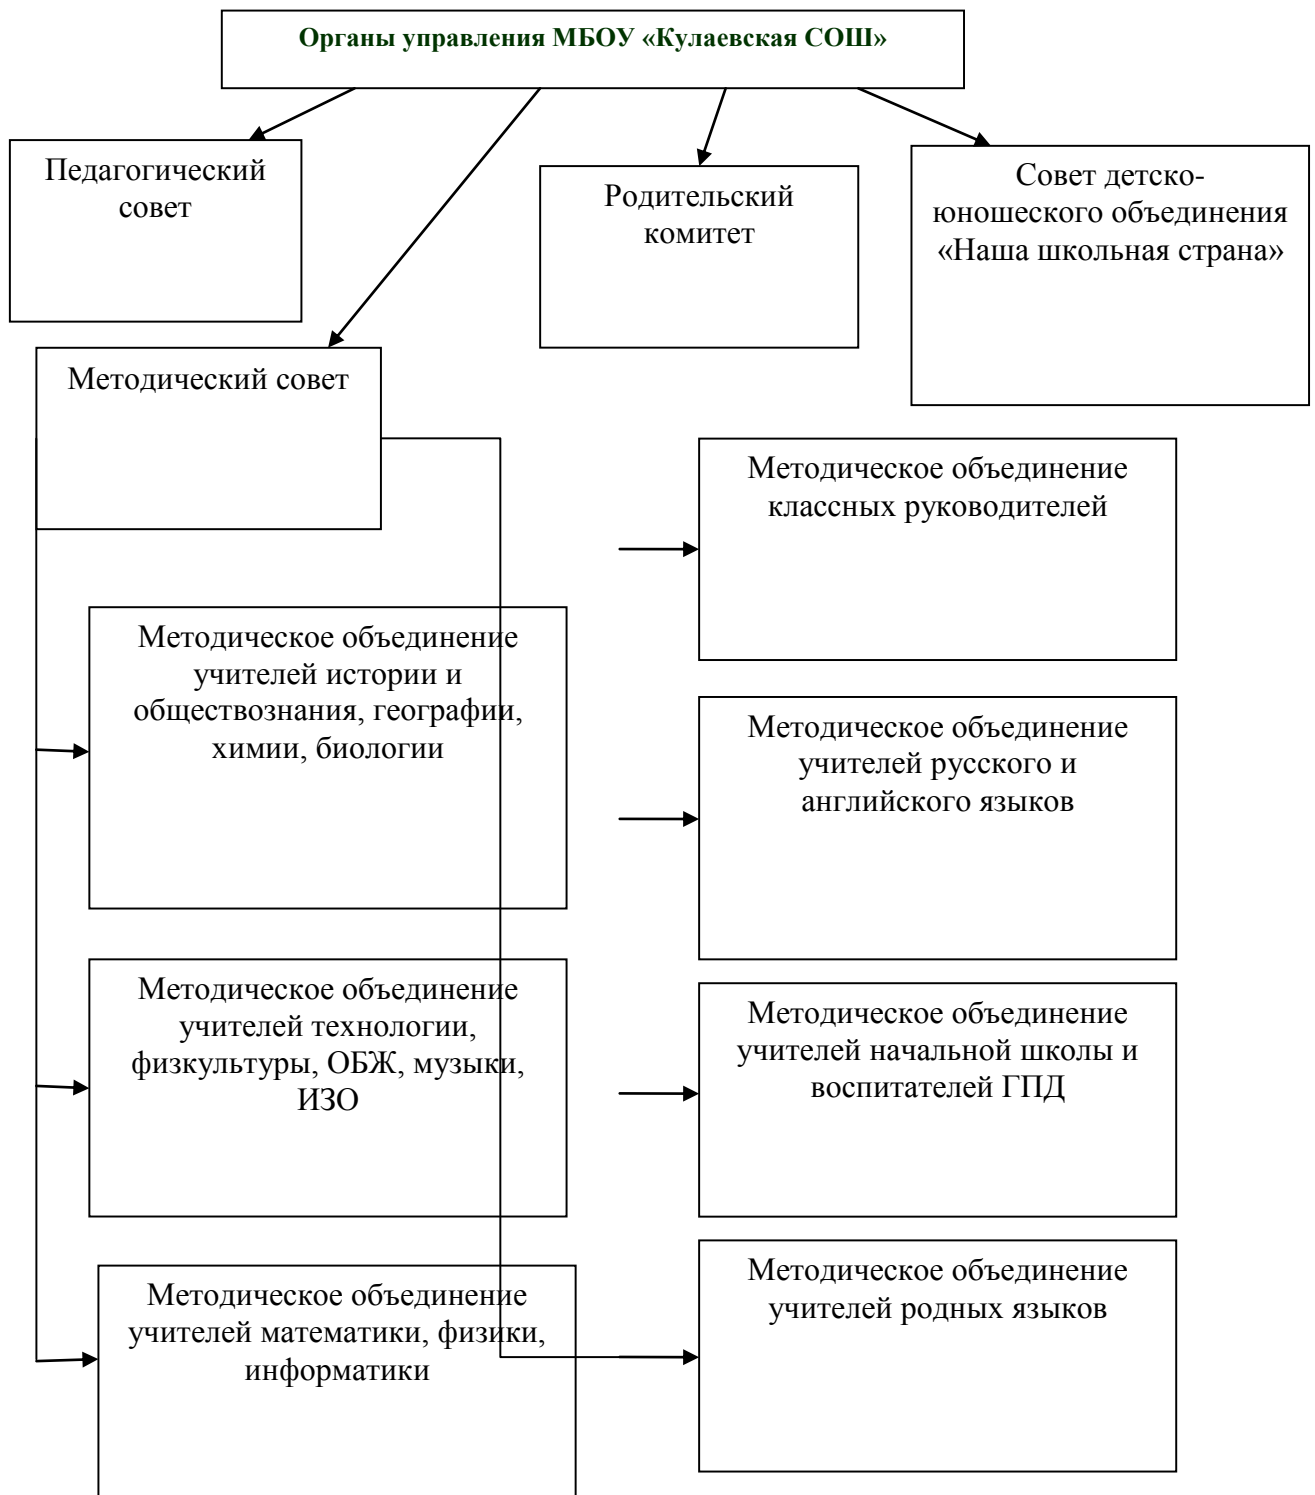 Органы управления МБОУ «Кулаевская СОШ»
Педагогический
совет
Родительский
комитет
Совет детско-
юношеского объединения
«Наша школьная страна»
Методический совет
Методическое объединение
классных руководителей
Методическое объединение
учителей истории и
обществознания, географии,
химии, биологии
Методическое объединение
учителей русского и
английского языков
Методическое объединение
учителей технологии,
физкультуры, ОБЖ, музыки,
ИЗО
Методическое объединение
учителей начальной школы и
воспитателей ГПД
Методическое объединение
учителей математики, физики,
информатики
Методическое объединение
учителей родных языков